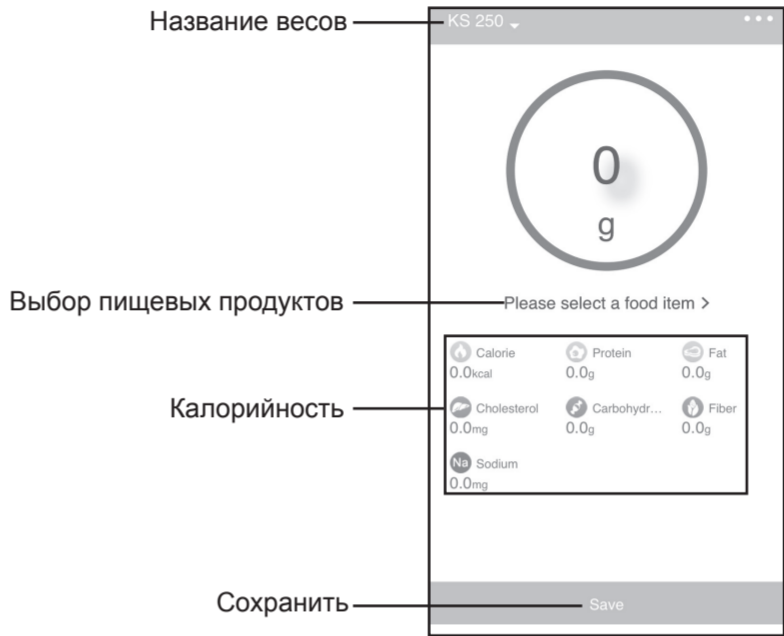 Название весов
KS 250
0
g
Выбор пищевых продуктов
Please select a food item >
Calorie Protein Fat
0.0kcal 0.0g 0.0g
Калорийность
Cholesterol Carbohydr... Fiber
0.0mg 0.0g 0.0g
Na Sodium
0.0mg
Сохранить
Save